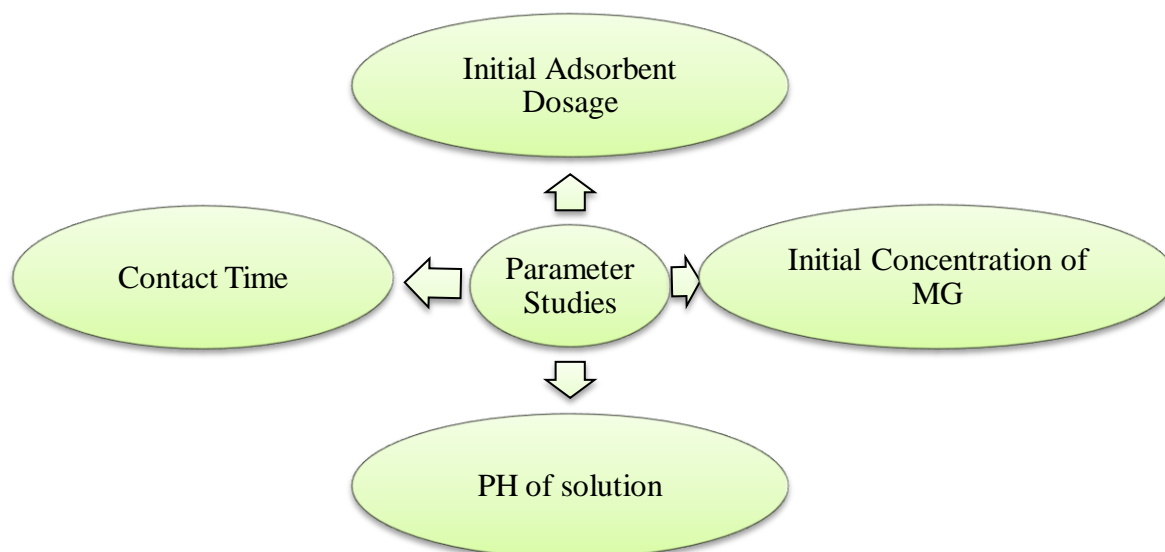 Initial Adsorbent
Dosage
Contact Time
Parameter
Studies
Initial Concentration of
MG
PH of solution